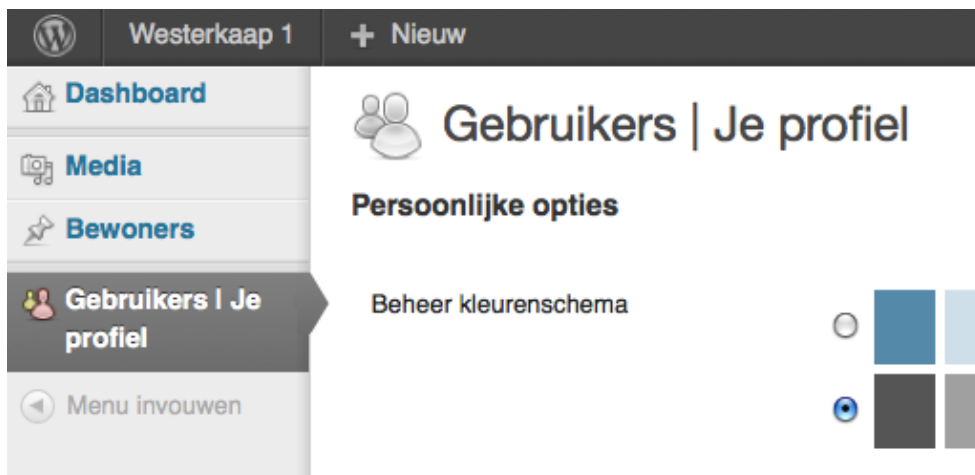 Westerkaap 1
+ Nieuw
Dashboard
Media
Bewoners
Gebruikers | Je
profiel
Menu invouwen
Gebruikers | Je profiel
Persoonlijke opties
Beheer kleurenschema